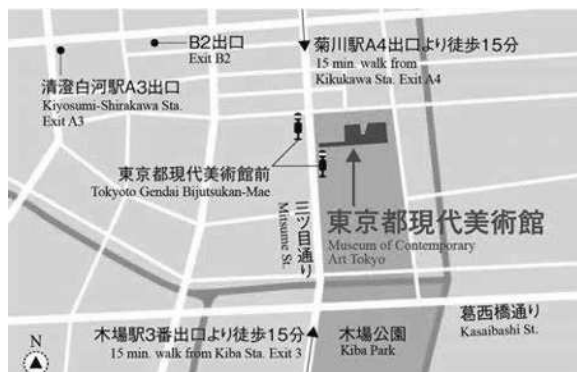 B2出口
Exit B2
菊川駅A4出口より徒歩15分
15 min. walk from
Kikukawa Sta. Exit A4
清澄白河駅A3出口
Kiyosumi-Shirakawa Sta.
Exit A3
東京都現代美術館前
Tokyoto Gendai Bijutsukan-Mae
三ツ目通り
Mitsume St.
東京都現代美術館
Museum of Contemporary
Art Tokyo
葛西橋通り
Kasaibashi St.
木場駅3番出口より徒歩15分
15 min. walk from Kiba Sta. Exit 3
木場公園
Kiba Park
N